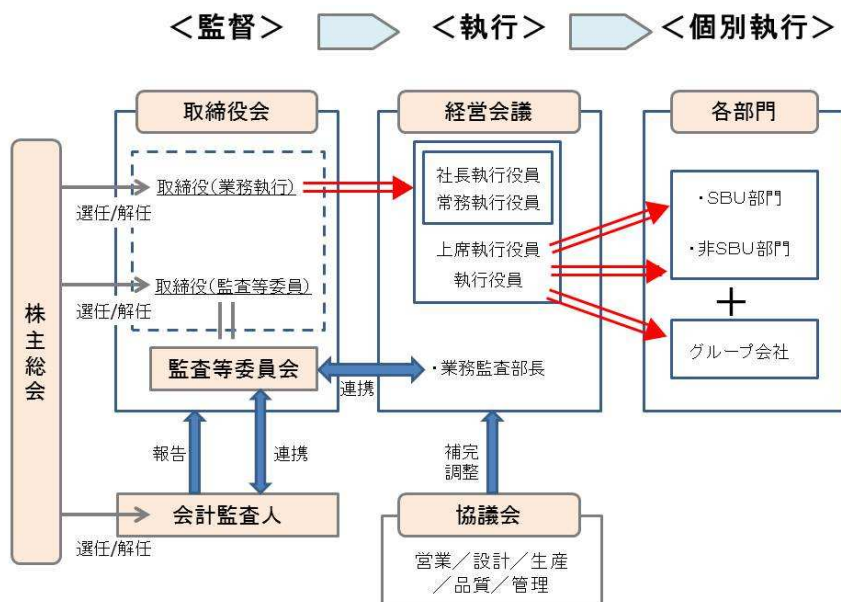 ＜監督＞
＜執行＞
＜個別執行＞
取締役会
経営会議
各部門
株主総会
取締役(業務執行)
選任/解任
取締役(監査等委員)
選任/解任
監査等委員会
社長執行役員
常務執行役員
上席執行役員
執行役員
・SBU部門
・非SBU部門
＋
グループ会社
連携
・業務監査部長
報告
連携
補完
調整
会計監査人
選任/解任
協議会
営業／設計／生産
／品質／管理